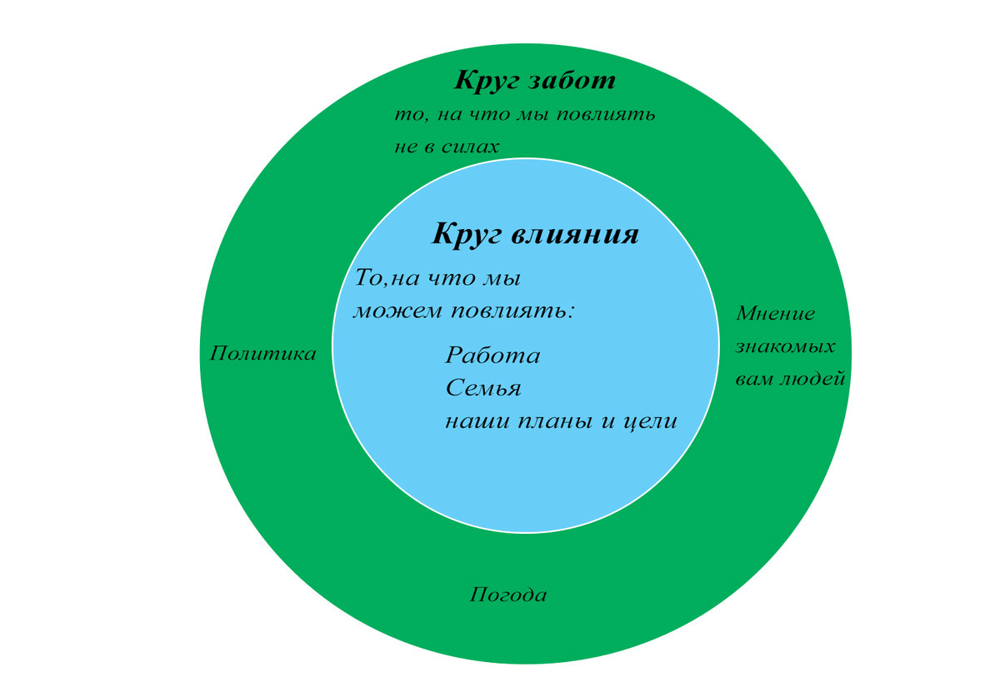 Круг забот
то, на что мы повлиять
не в силах
Круг влияния
То,на что мы
можем повлиять:
Работа
Семья
наши планы и цели
Политика
Мнение
знакомых
вам людей
Погода